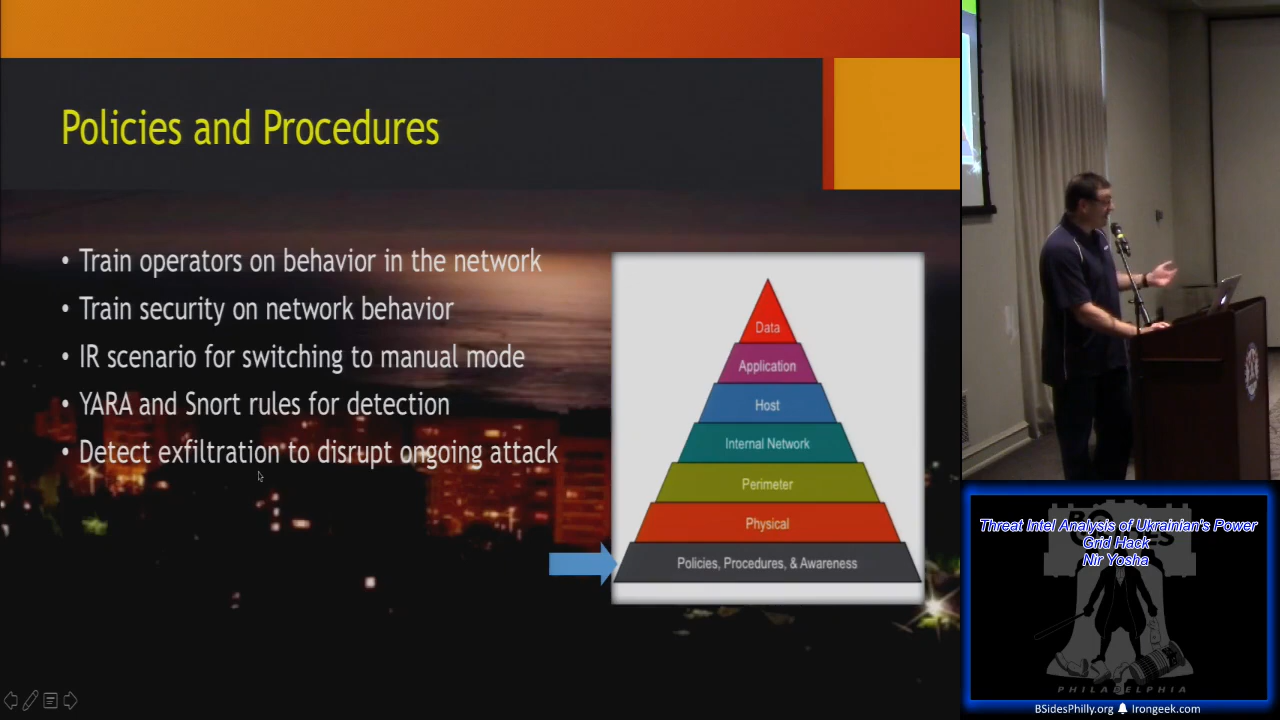 Policies and Procedures
• Train operators on behavior in the network
• Train security on network behavior
• IR scenario for switching to manual mode
• YARA and Snort rules for detection
• Detect exfiltration to disrupt ongoing attack
Data
Application
Host
Internal Network
Perimeter
Physical
Policies, Procedures, & Awareness
Threat Intel Analysis of Ukrainian's Power
Grid Hack
Nir Yosha
PHILADELPHIA
BSidesPhilly.org Irongeek.com